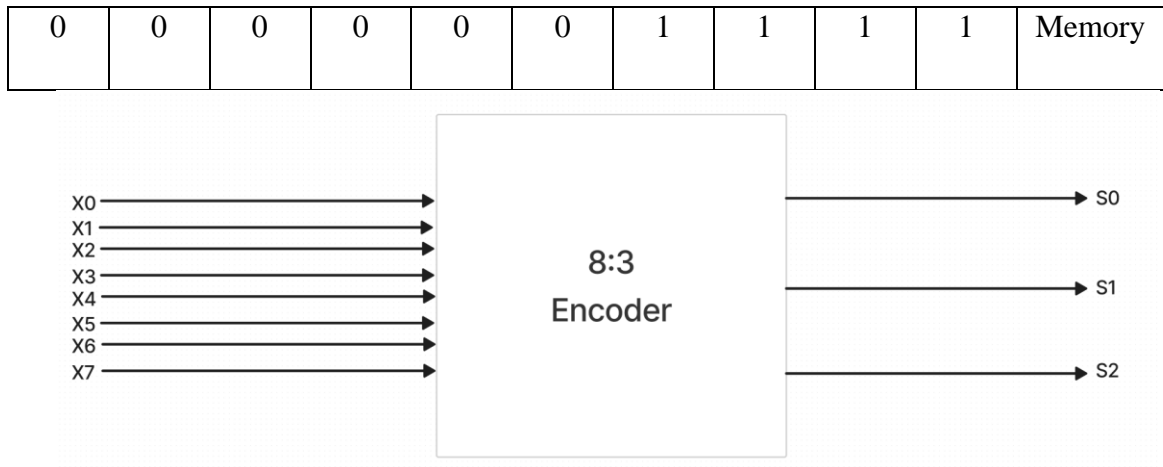 0 0 0 0 0 0 1 1 1 1 Memory
X0
X1
X2
X3
X4
X5
X6
X7
8:3
Encoder
S0
S1
S2